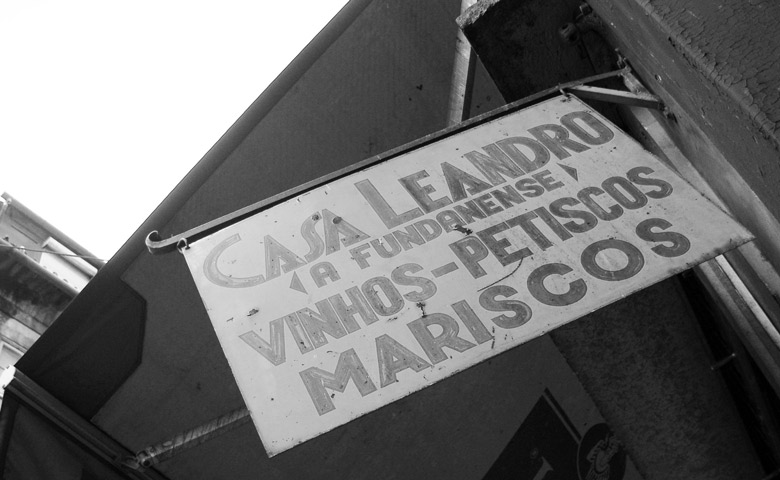 CASA LEANDRO
A FUNDANENSE
VINHOS-PETISCOS
MARISCOS